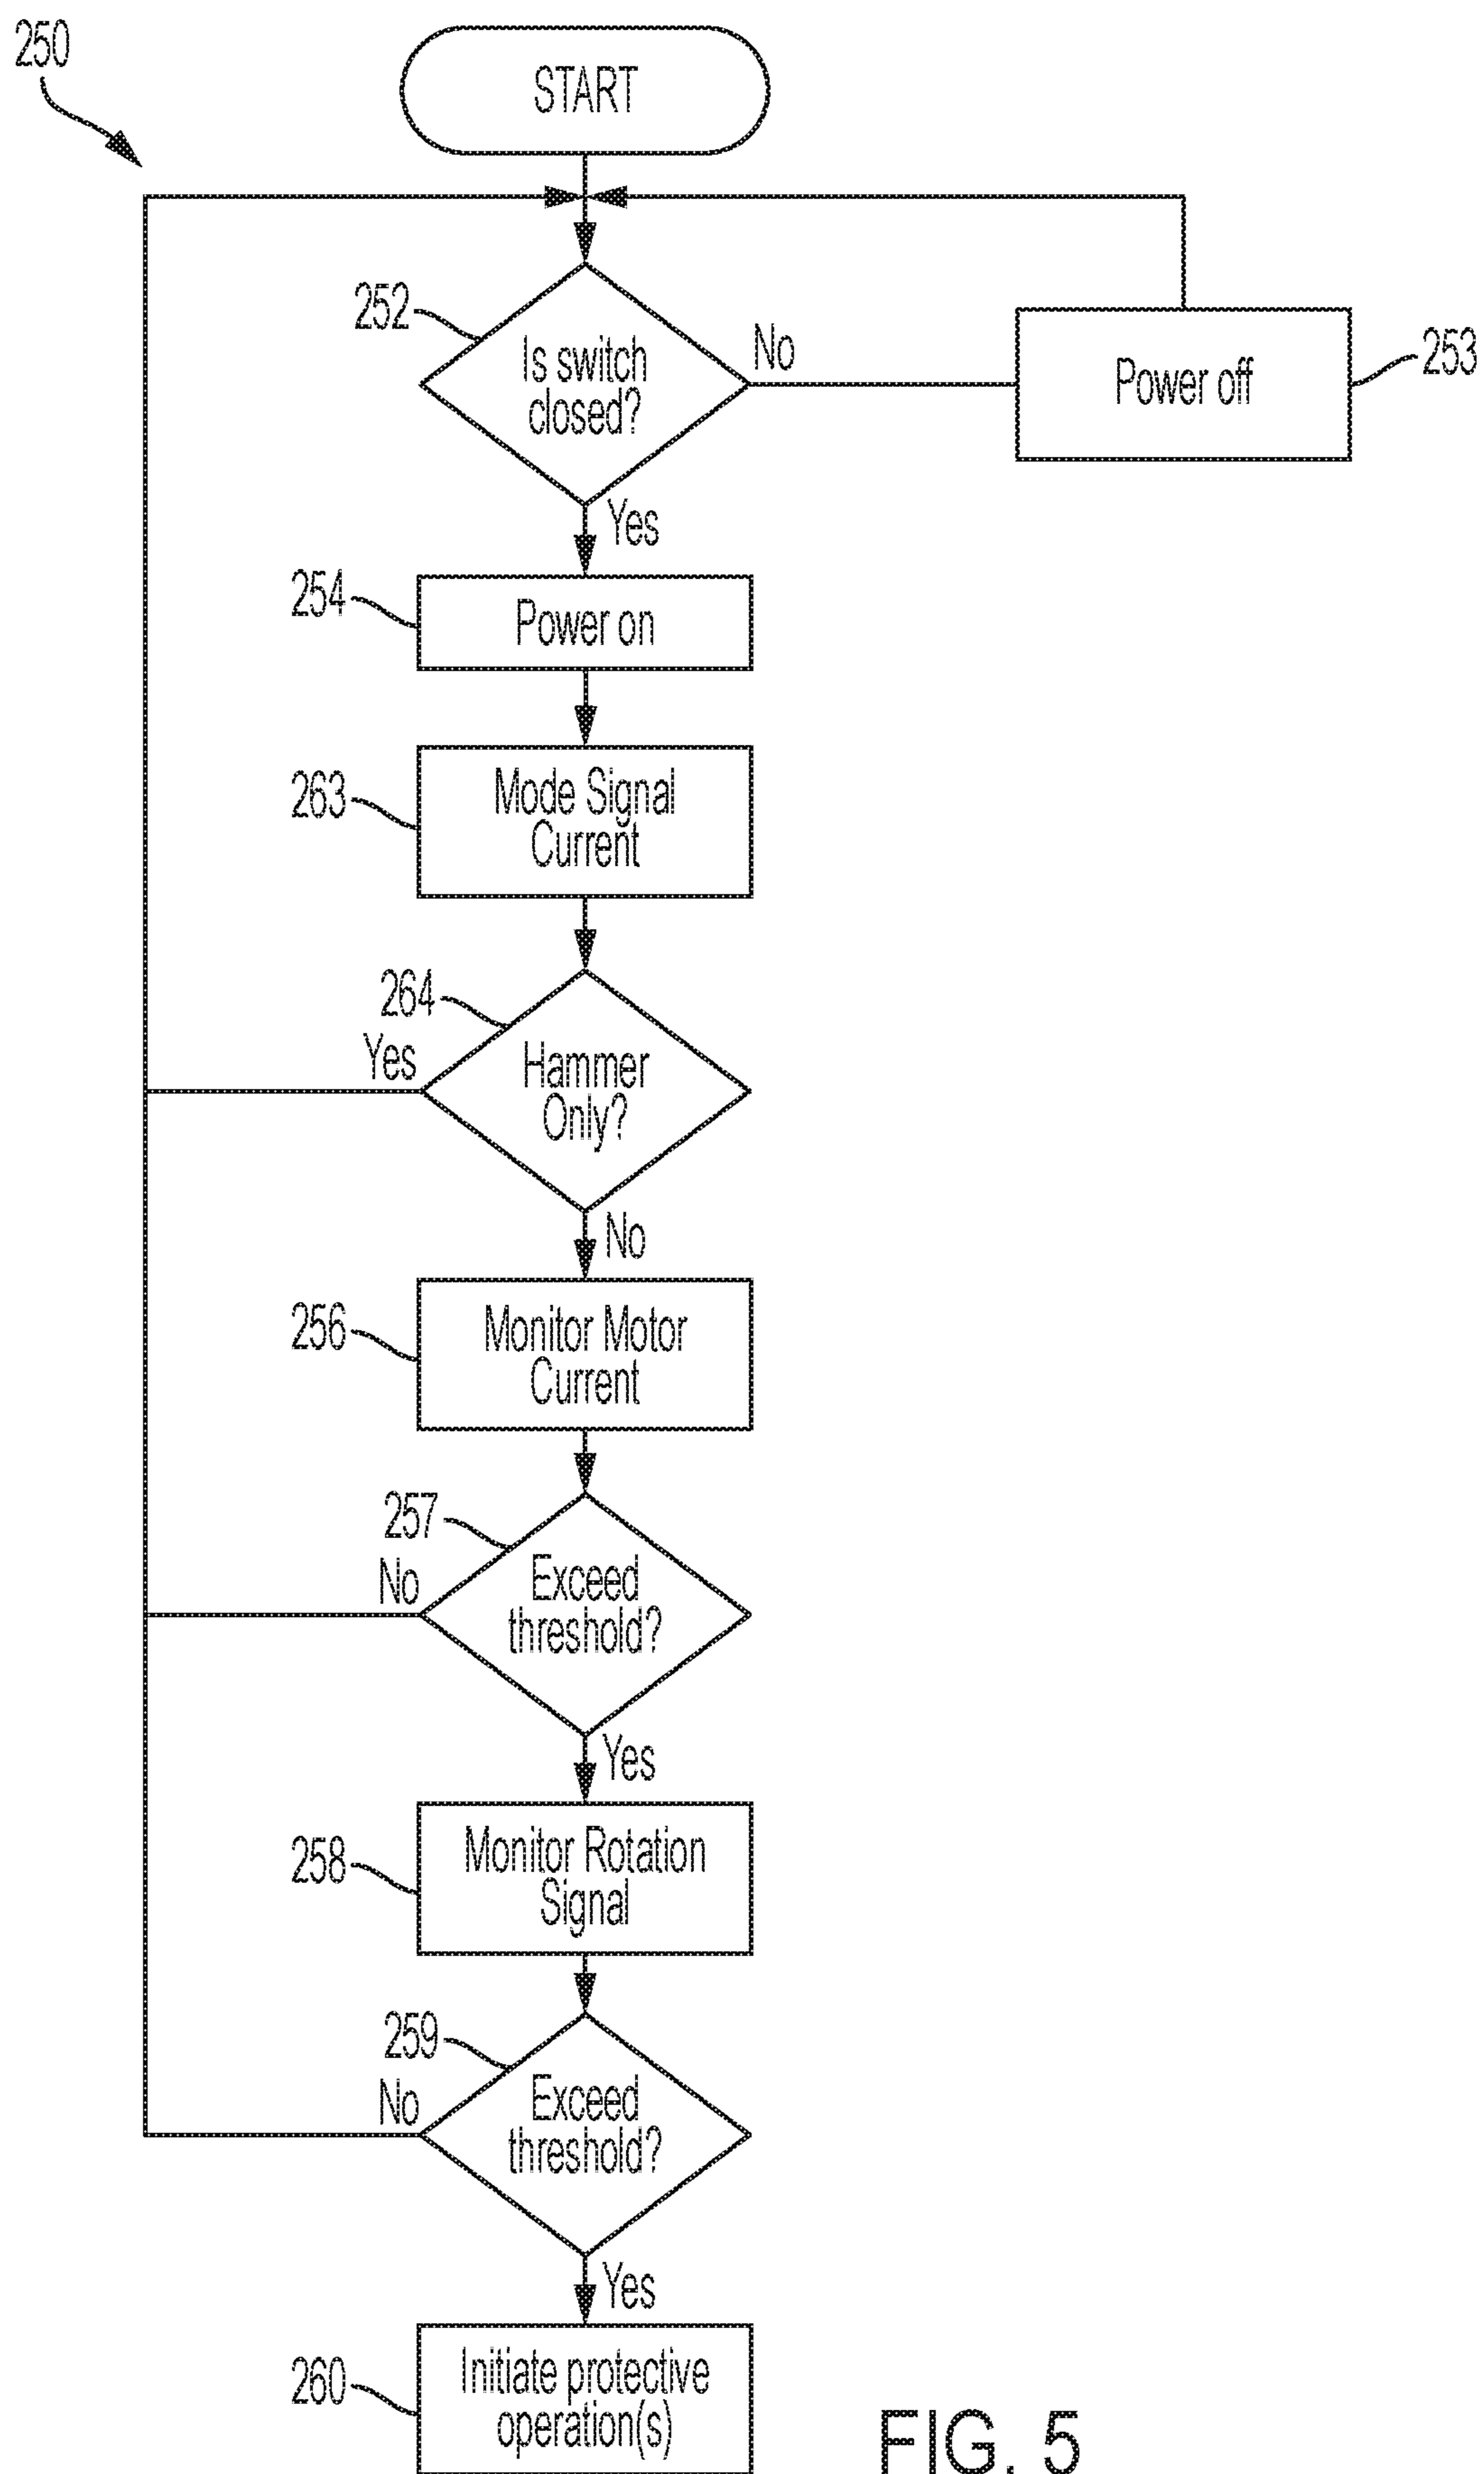 250
START
252
Is switch
closed?
No
Power off
253
Yes
254
Power on
263
Mode Signal
Current
264
Yes
Hammer
Only?
No
256
Monitor Motor
Current
257
No
Exceed
threshold?
Yes
258
Monitor Rotation
Signal
259
No
Exceed
threshold?
Yes
260
Initiate protective
operation(s)
FIG. 5